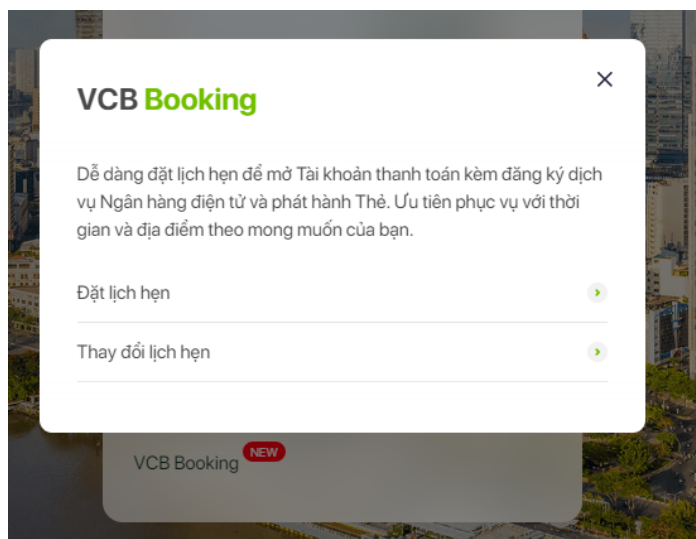 VCB Booking
Dễ dàng đặt lịch hẹn để mở Tài khoản thanh toán kèm đăng ký dịch
vụ Ngân hàng điện tử và phát hành Thẻ. Ưu tiên phục vụ với thời
gian và địa điểm theo mong muốn của bạn.
Đặt lịch hẹn
Thay đổi lịch hẹn
VCB Booking NEW